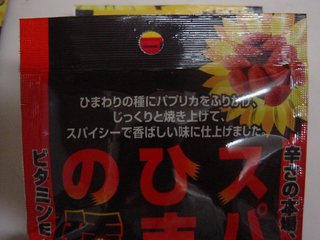 ひまわりの種にパプリカをふりかけ、
じっくりと焼き上げて、
スパイシーで香ばしい味に仕上げました。
辛さの本場、
スパ
ひま
の種
ビタミンE